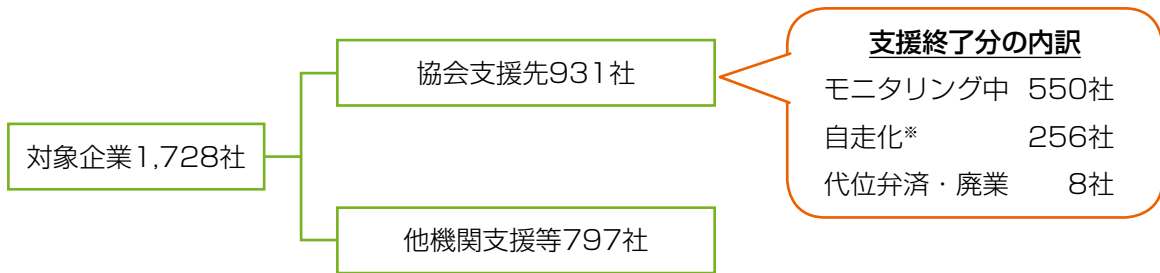 対象企業1,728社
協会支援先931社
他機関支援等797社
支援終了分の内訳
モニタリング中 550社
自走化※ 256社
代位弁済・廃業 8社